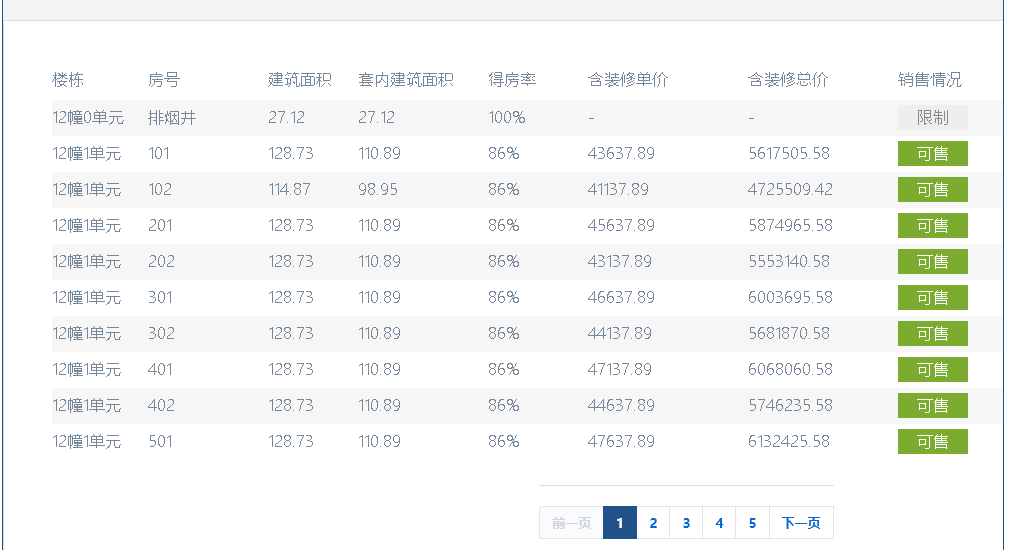 楼栋 房号 建筑面积 套内建筑面积 得房率 含装修单价 含装修总价 销售情况
12幢0单元 排烟井 27.12 27.12 100% - - 限制
12幢1单元 101 128.73 110.89 86% 43637.89 5617505.58 可售
12幢1单元 102 114.87 98.95 86% 41137.89 4725509.42 可售
12幢1单元 201 128.73 110.89 86% 45637.89 5874965.58 可售
12幢1单元 202 128.73 110.89 86% 43137.89 5553140.58 可售
12幢1单元 301 128.73 110.89 86% 46637.89 6003695.58 可售
12幢1单元 302 128.73 110.89 86% 44137.89 5681870.58 可售
12幢1单元 401 128.73 110.89 86% 47137.89 6068060.58 可售
12幢1单元 402 128.73 110.89 86% 44637.89 5746235.58 可售
12幢1单元 501 128.73 110.89 86% 47637.89 6132425.58 可售
前一页 1 2 3 4 5 下一页